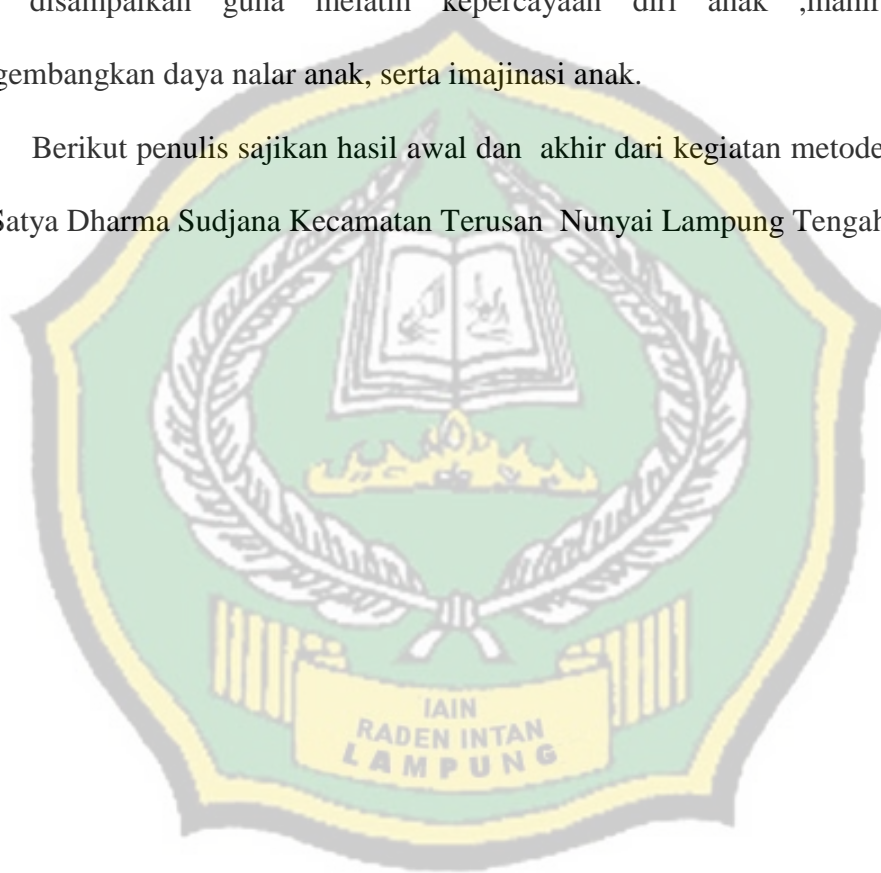 disampaikan guna melatih kepercayaan diri anak
gembangkan daya nalar anak, serta imajinasi anak.
Berikut penulis sajikan hasil awal dan akhir dari kegiatan metode
Satya Dharma Sudjana Kecamatan Terusan Nunyai Lampung Tengah
IAIN
RADEN INTAN
LAMPUNG